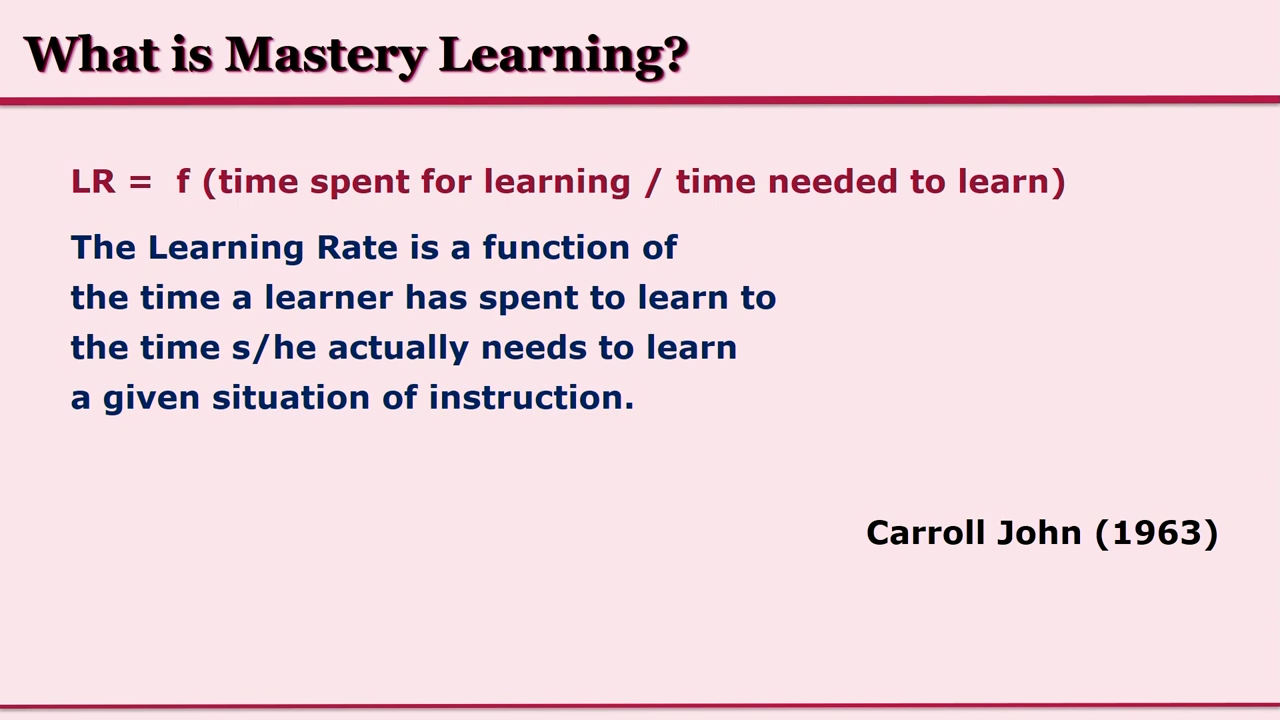 What is Mastery Learning?
LR =  f (time spent for learning / time needed to learn)
The Learning Rate is a function of
the time a learner has spent to learn to
the time s/he actually needs to learn
a given situation of instruction.
Carroll John (1963)